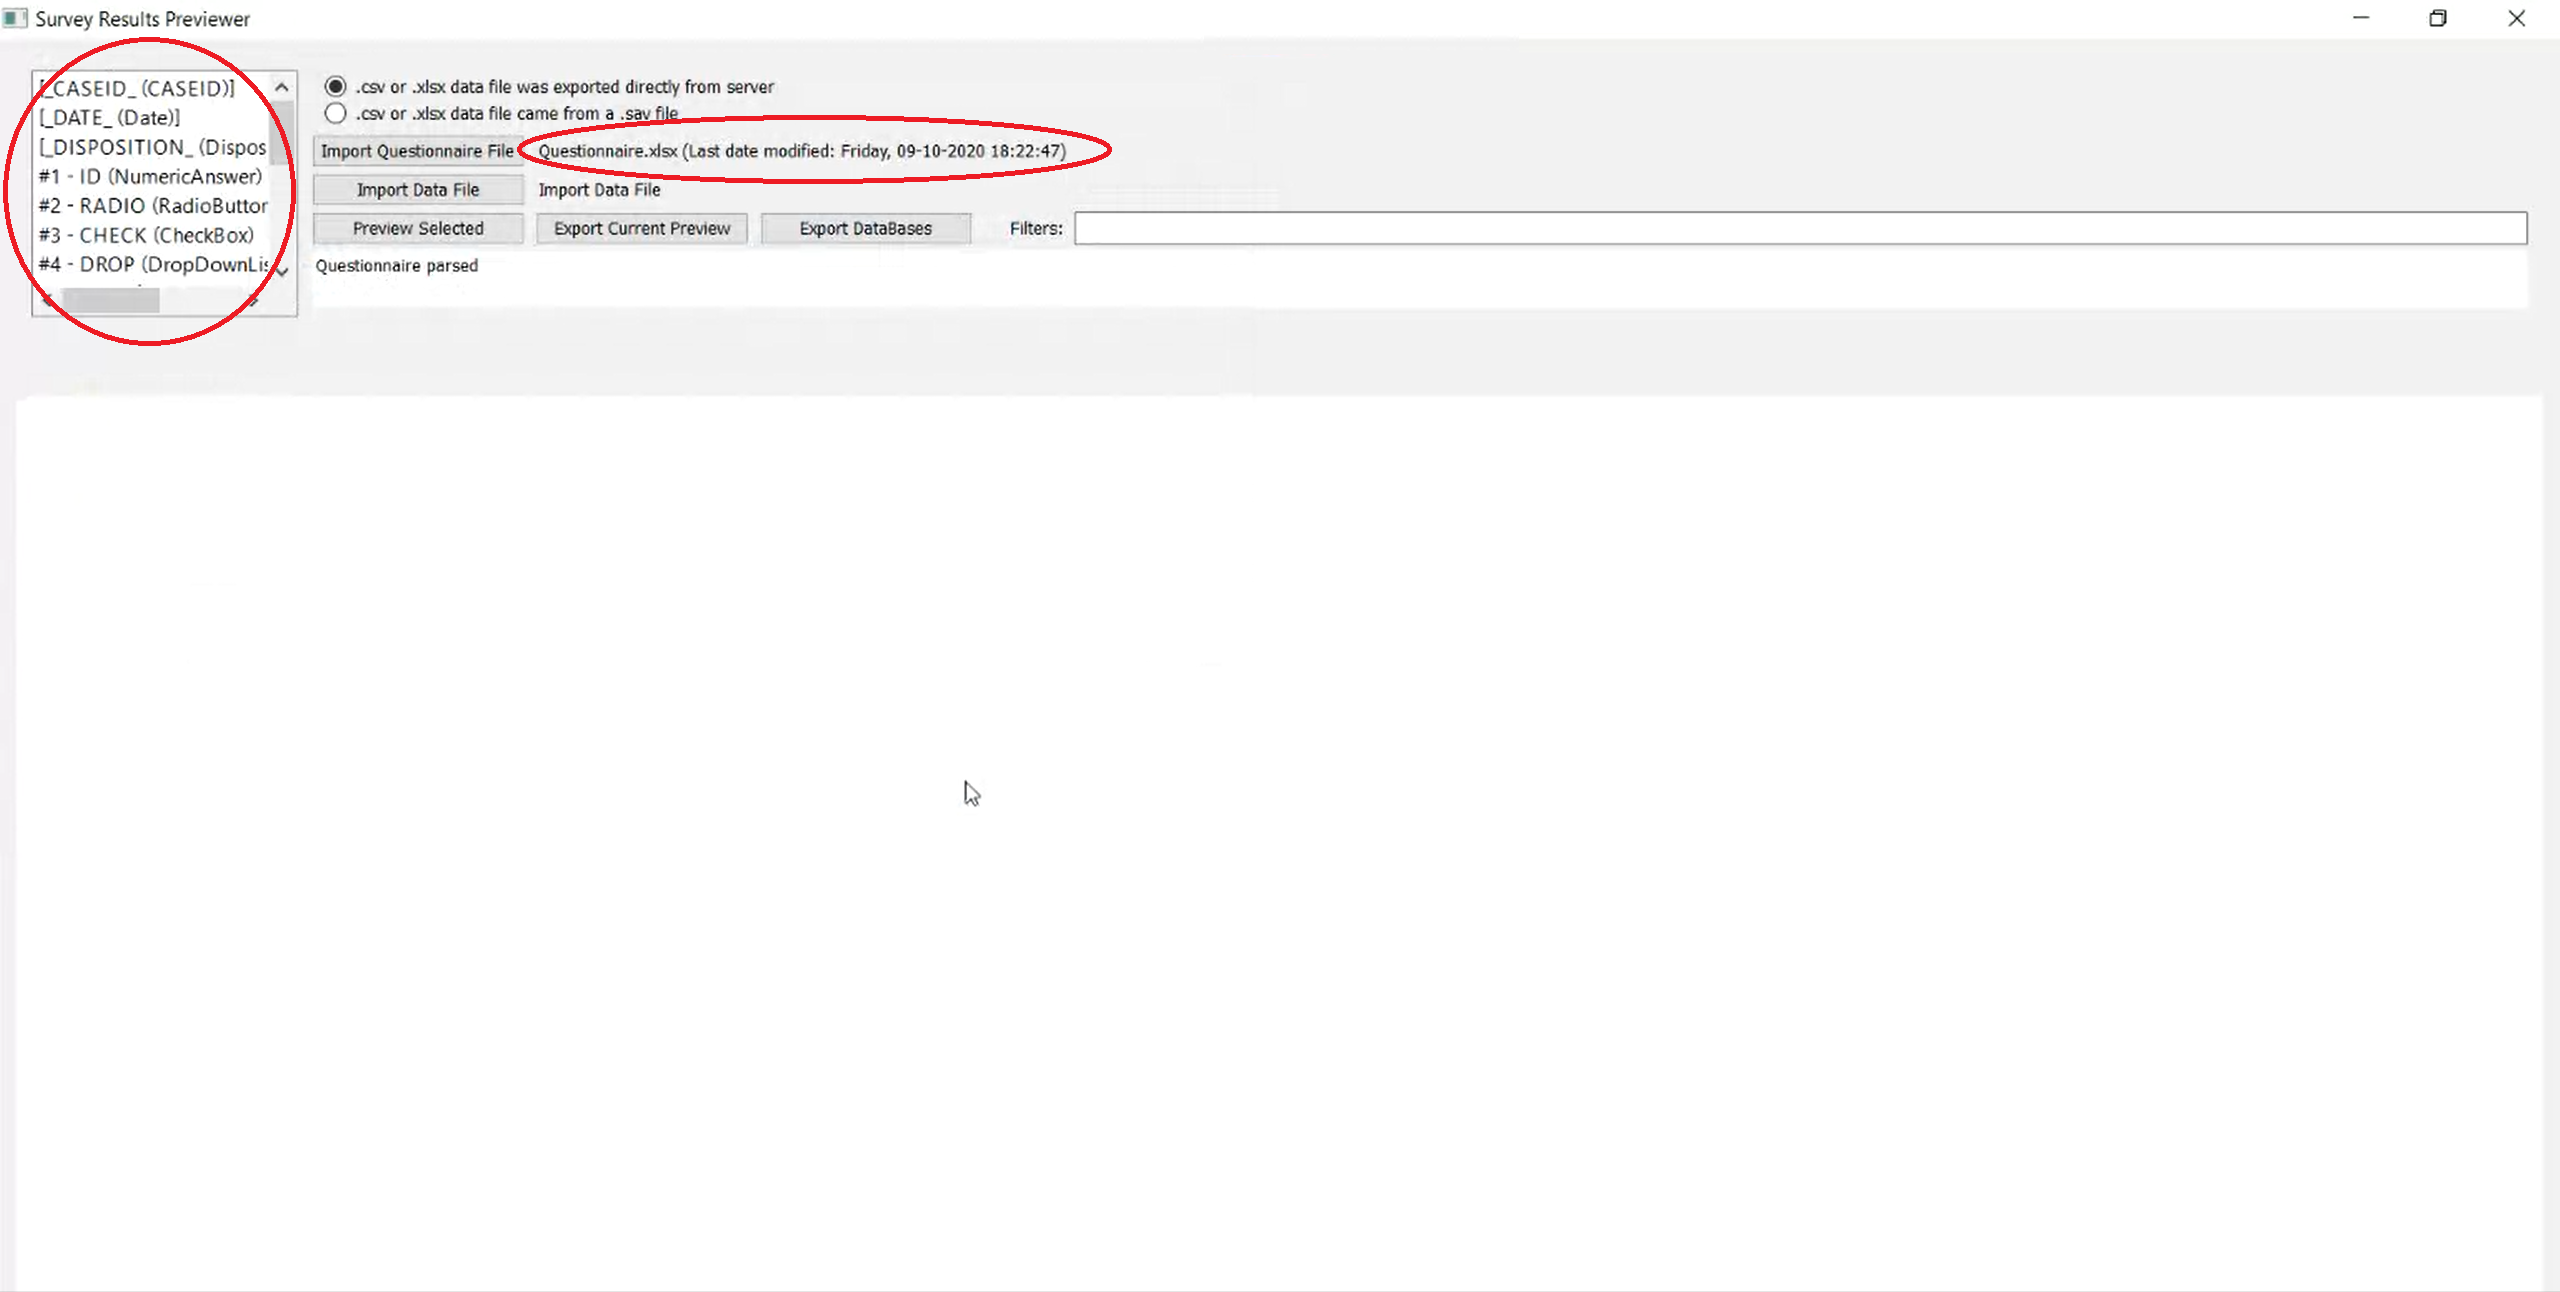 Survey Results Previewer
[_CASEID_ (CASEID)]
[_DATE_ (Date)]
[_DISPOSITION_ (Dispos
#1 - ID (NumericAnswer)
#2 - RADIO (RadioButtor
#3 - CHECK (CheckBox)
#4 - DROP (DropDownLis
.csv or .xlsx data file was exported directly from server
.csv or .xlsx data file came from a .sav file
Import Questionnaire File Questionnaire.xlsx (Last date modified: Friday, 09-10-2020 18:22:47)
Import Data File Import Data File
Preview Selected Export Current Preview Export DataBases Filters:
Questionnaire parsed